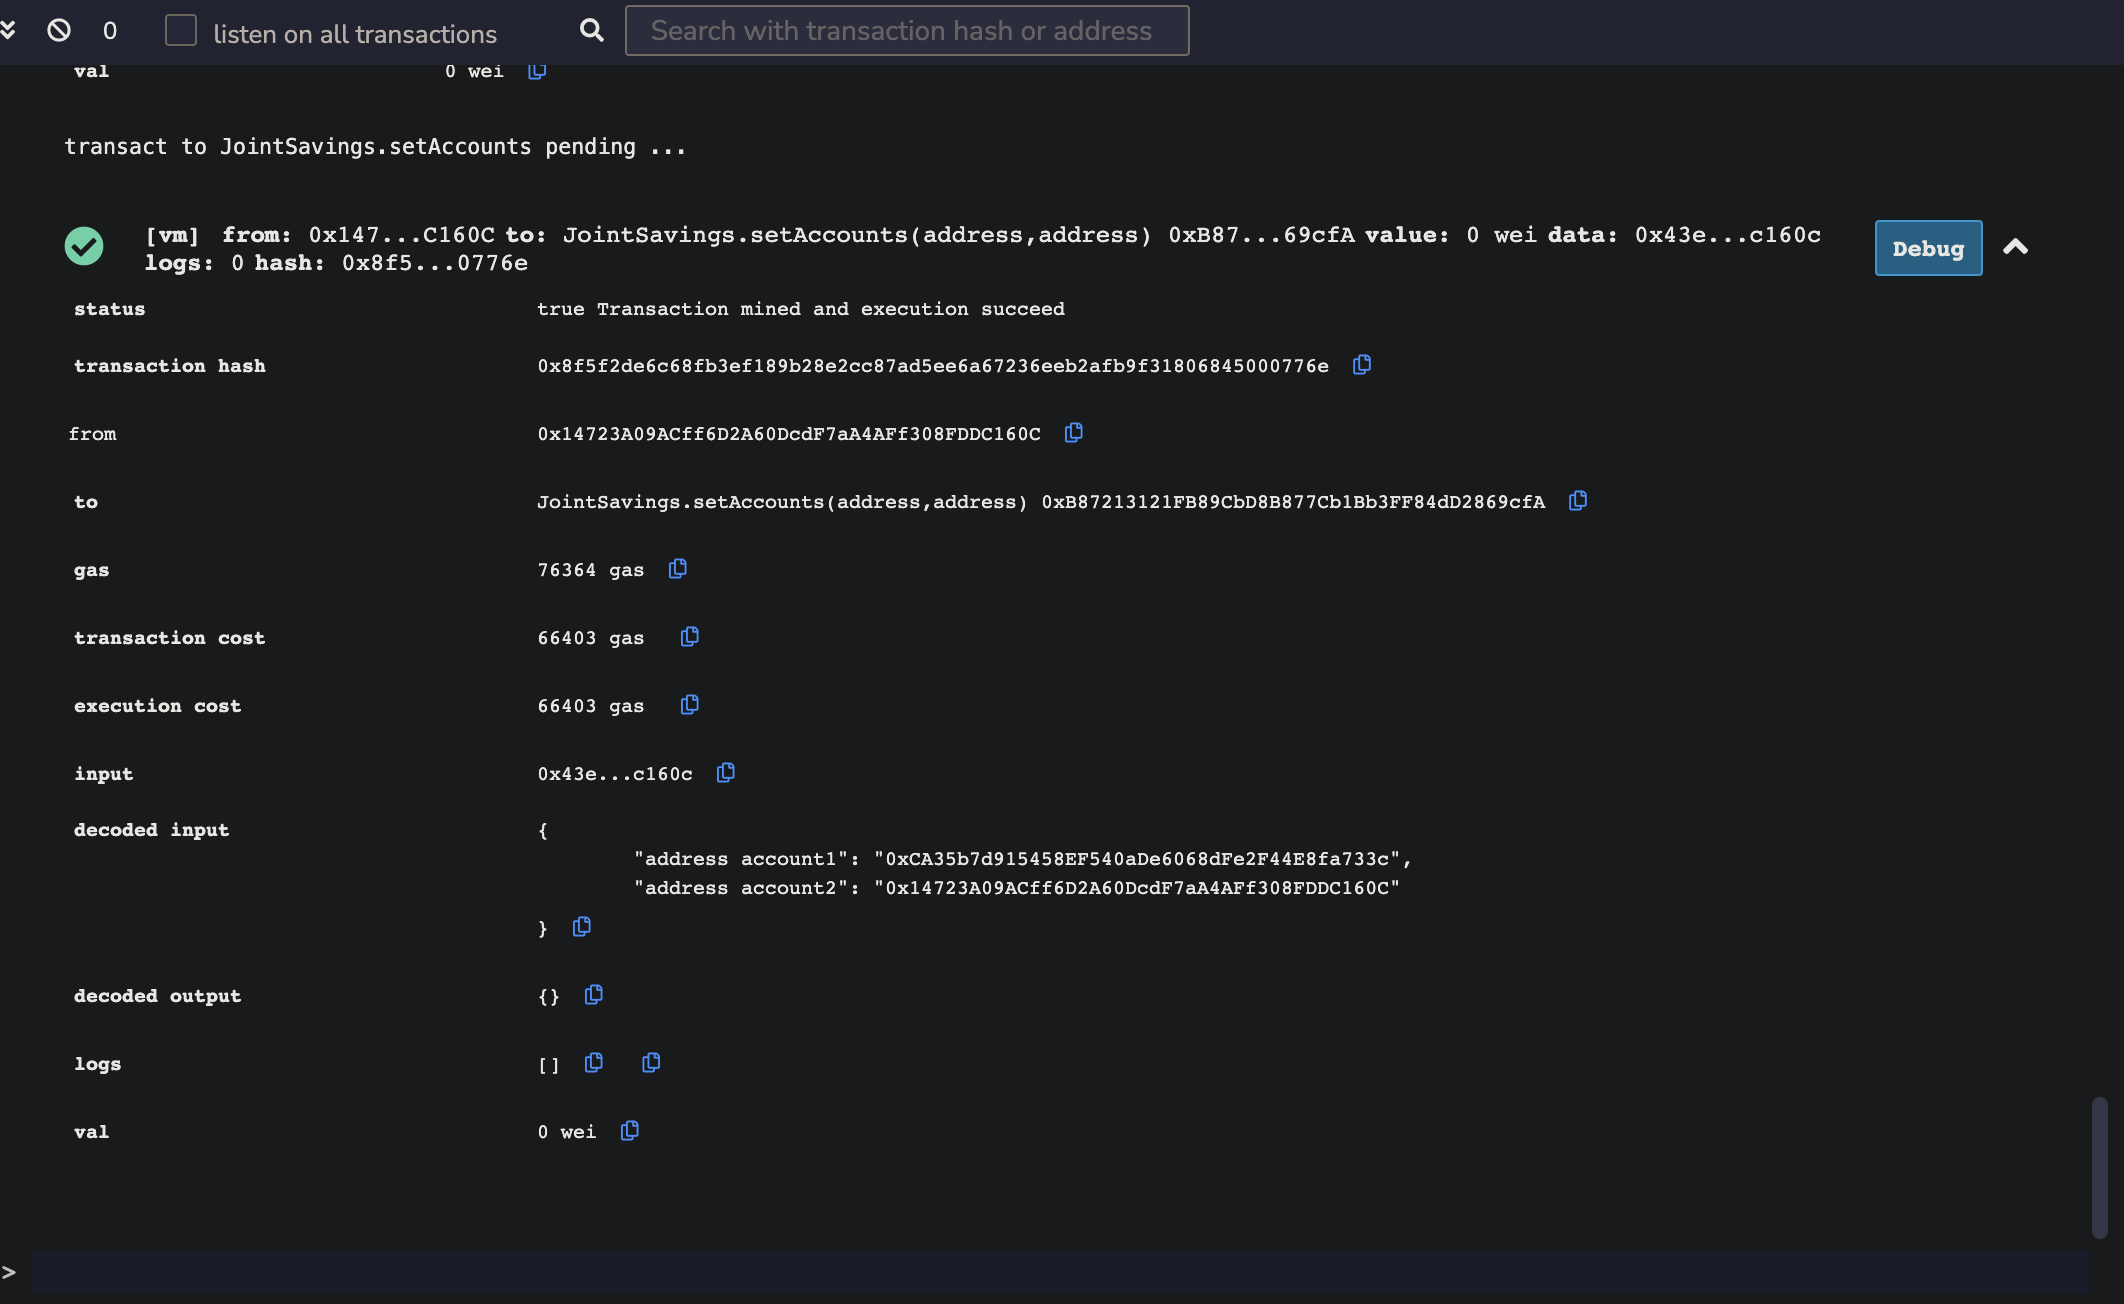 0 listen on all transactions Search with transaction hash or address
val 0 wei
transact to JointSavings.setAccounts pending ...
[vm] from: 0x147...C160C to: JointSavings.setAccounts(address,address) 0xB87...69cfA value: 0 wei data: 0x43e...c160c
logs: 0 hash: 0x8f5...0776e
Debug
status true Transaction mined and execution succeed
transaction hash 0x8f5f2de6c68fb3ef189b28e2cc87ad5ee6a67236eeb2afb9f31806845000776e
from 0x14723A09ACff6D2A60DcdF7aA4AFf308FDDC160C
to JointSavings.setAccounts(address,address) 0xB87213121FB89CbD8B877Cb1Bb3FF84dD2869cfA
gas 76364 gas
transaction cost 66403 gas
execution cost 66403 gas
input 0x43e...c160c
decoded input {
"address account1": "0xCA35b7d915458EF540aDe6068dFe2F44E8fa733c",
"address account2": "0x14723A09ACff6D2A60DcdF7aA4AFf308FDDC160C"
}
decoded output {}
logs []
val 0 wei
>